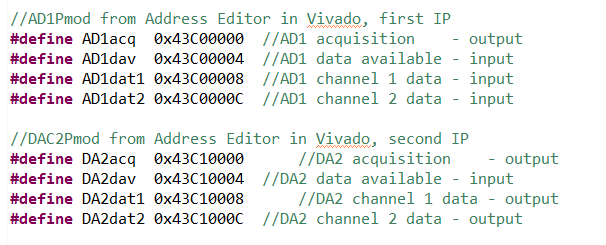 //AD1Pmod from Address Editor in Vivado, first IP
#define AD1acq  0x43C00000  //AD1 acquisition    - output
#define AD1dav  0x43C00004  //AD1 data available - input
#define AD1dat1 0x43C00008  //AD1 channel 1 data - input
#define AD1dat2 0x43C0000C  //AD1 channel 2 data - input

//DAC2Pmod from Address Editor in Vivado, second IP
#define DA2acq  0x43C10000      //DA2 acquisition    - output
#define DA2dav  0x43C10004  //DA2 data available - input
#define DA2dat1 0x43C10008      //DA2 channel 1 data - output
#define DA2dat2 0x43C1000C  //DA2 channel 2 data - output